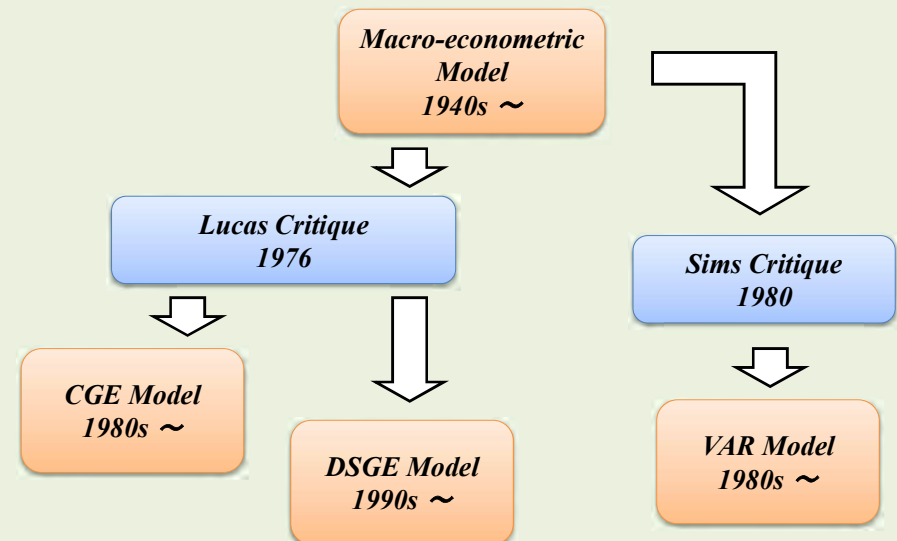 Macro-econometric
Model
1940s ～
Lucas Critique
1976
Sims Critique
1980
CGE Model
1980s ～
DSGE Model
1990s ～
VAR Model
1980s ～